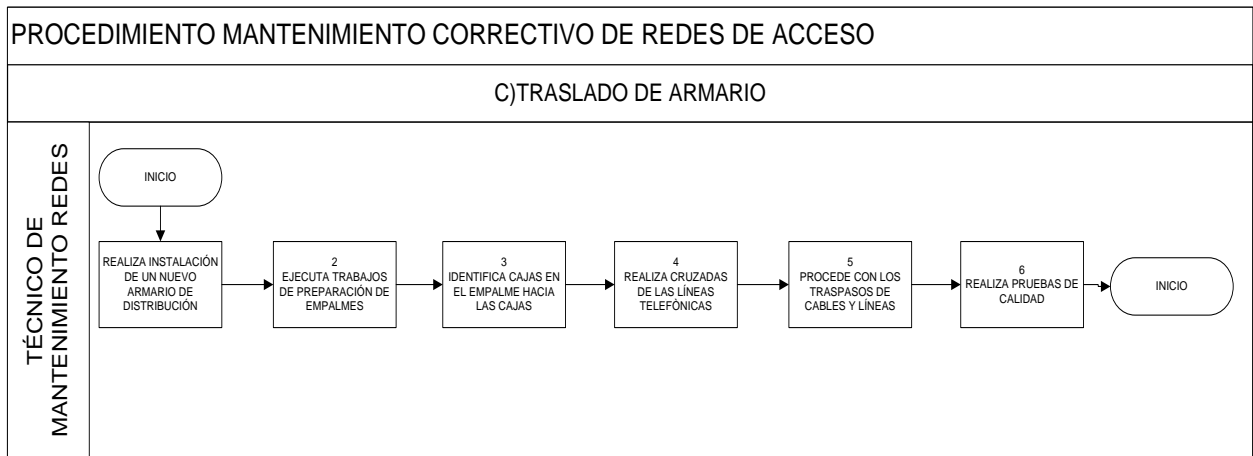 PROCEDIMIENTO MANTENIMIENTO CORRECTIVO DE REDES DE ACCESO
C)TRASLADO DE ARMARIO
TÉCNICO DE
MANTENIMIENTO REDES
INICIO
REALIZA INSTALACIÓN
DE UN NUEVO
ARMARIO DE
DISTRIBUCIÓN
2
EJECUTA TRABAJOS
DE PREPARACIÓN DE
EMPALMES
3
IDENTIFICA CAJAS EN
EL EMPALME HACIA
LAS CAJAS
4
REALIZA CRUZADAS
DE LAS LÍNEAS
TELEFÓNICAS
5
PROCEDE CON LOS
TRASPASOS DE
CABLES Y LÍNEAS
6
REALIZA PRUEBAS DE
CALIDAD
INICIO